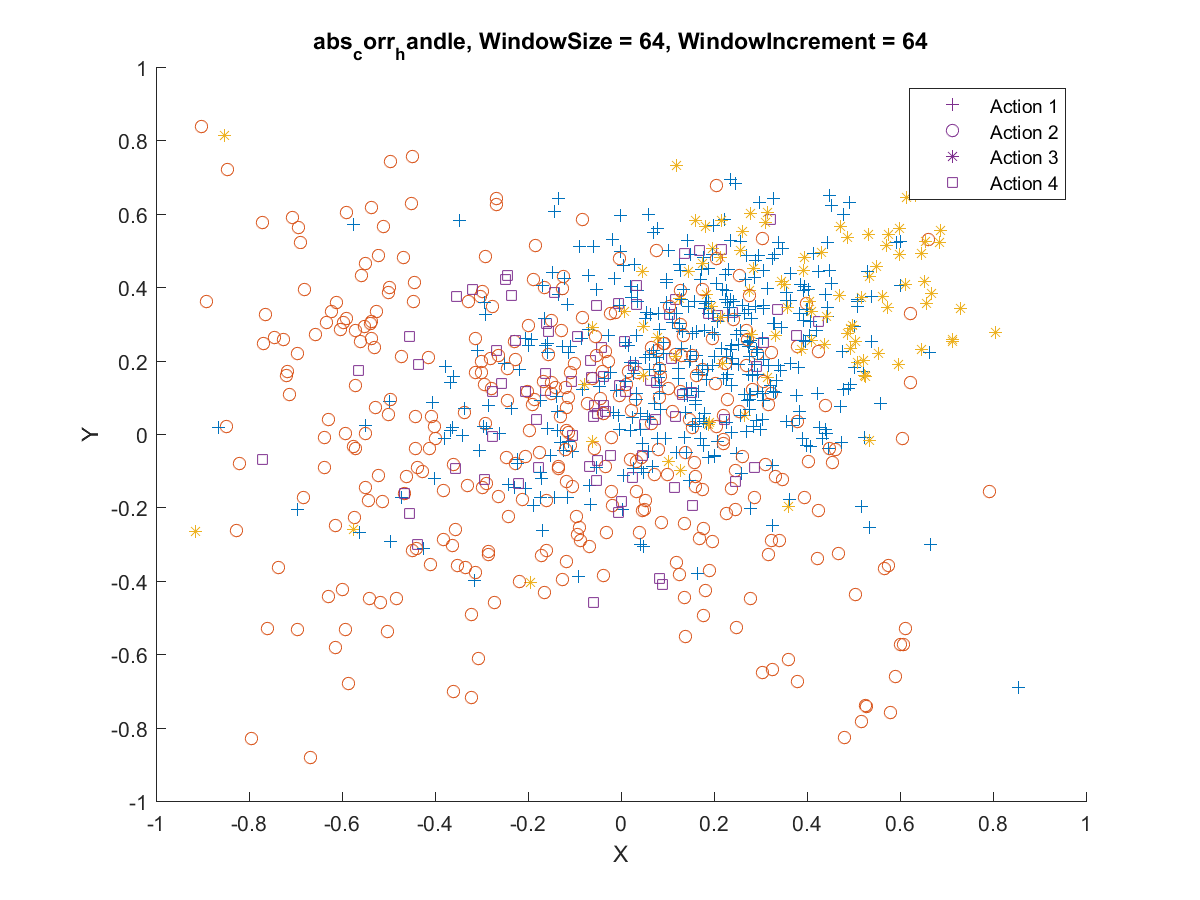 abs_corr_handle, WindowSize = 64, WindowIncrement = 64
1
0.8
0.6
0.4
0.2
0
-0.2
-0.4
-0.6
-0.8
-1
Y
Action 1
Action 2
Action 3
Action 4
-1 -0.8 -0.6 -0.4 -0.2 0 0.2 0.4 0.6 0.8 1
X